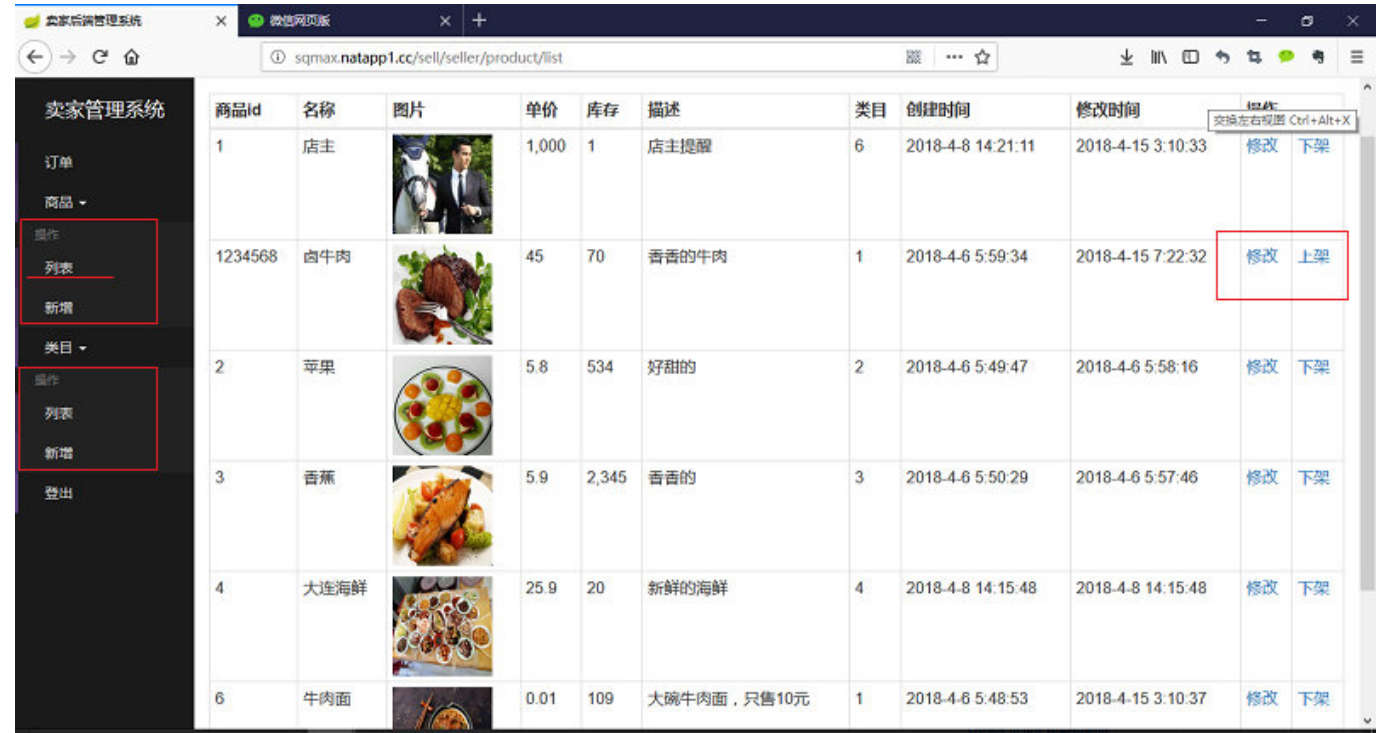 卖家后端管理系统
微信网页版
sqmax.natapp1.cc/sell/seller/product/list
卖家管理系统
订单
商品
操作
列表
新增
类目
操作
列表
新增
登出
商品id 名称 图片 单价 库存 描述 类目 创建时间 修改时间 操作
交换左右视图 Ctrl+Alt+X
1 店主 1,000 1 店主提醒 6 2018-4-8 14:21:11 2018-4-15 3:10:33 修改 下架
1234568 卤牛肉 45 70 香香的牛肉 1 2018-4-6 5:59:34 2018-4-15 7:22:32 修改 上架
2 苹果 5.8 534 好甜的 2 2018-4-6 5:49:47 2018-4-6 5:58:16 修改 下架
3 香蕉 5.9 2,345 香香的 3 2018-4-6 5:50:29 2018-4-6 5:57:46 修改 下架
4 大连海鲜 25.9 20 新鲜的海鲜 4 2018-4-8 14:15:48 2018-4-8 14:15:48 修改 下架
6 牛肉面 0.01 109 大碗牛肉面，只售10元 1 2018-4-6 5:48:53 2018-4-15 3:10:37 修改 下架